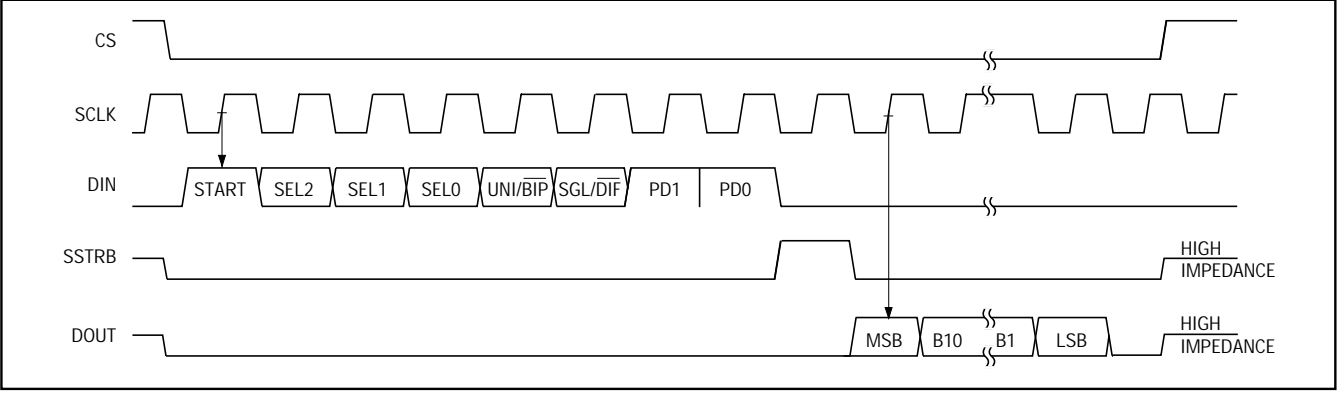 CS
SCLK
DIN
START SEL2 SEL1 SEL0 UNI/BIP SGL/DIF PD1 PD0
SSTRB
HIGH
IMPEDANCE
DOUT
MSB B10 B1 LSB
HIGH
IMPEDANCE